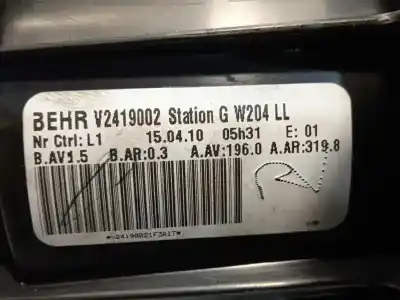 BEHR V2419002 Station G W204 LL
Nr Ctrl: L1 15.04.10 05h31 E: 01
B.AV1.5 B.AR:0.3 A.AV:196.0 A.AR:319.8
*V24190221F3A17*